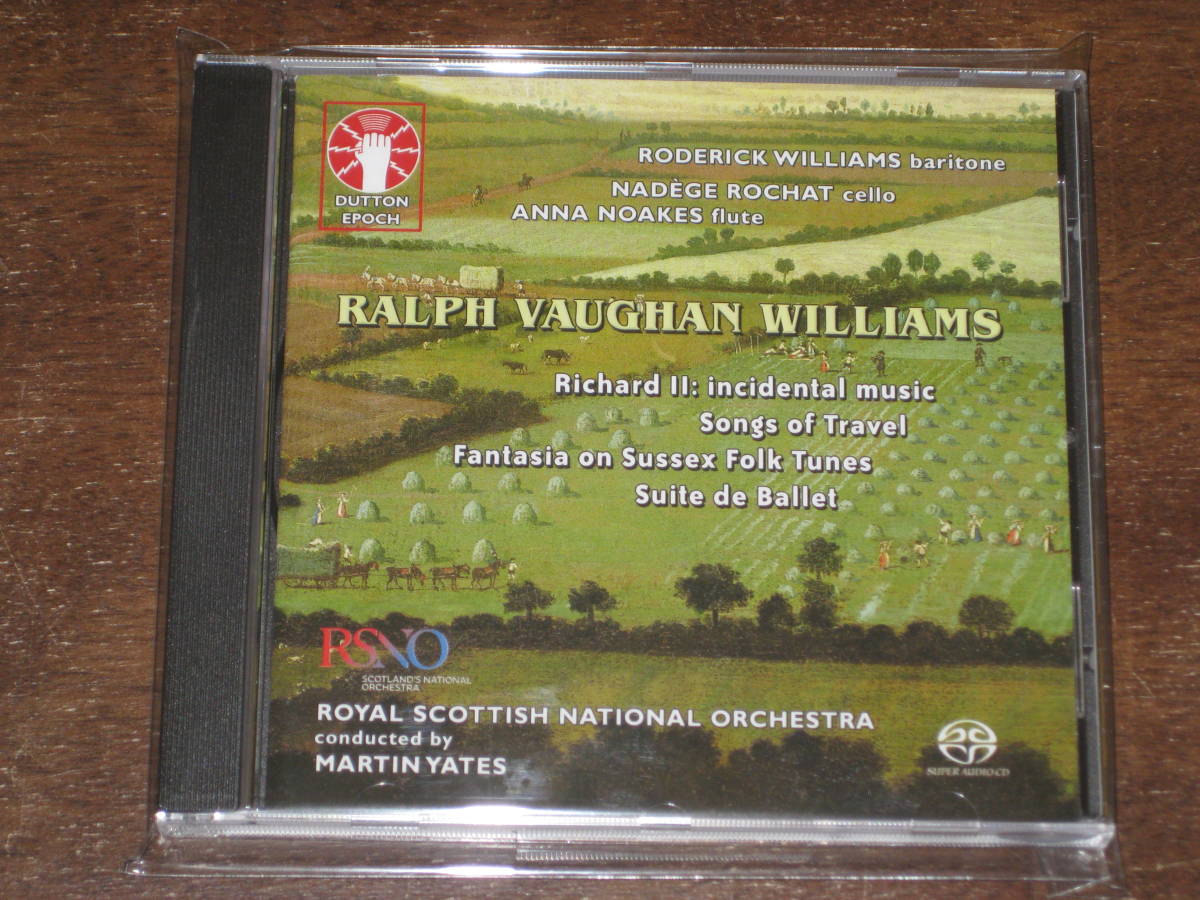 DUTTON
EPOCH
RODERICK WILLIAMS baritone
NADÈGE ROCHAT cello
ANNA NOAKES flute
RALPH VAUGHAN WILLIAMS
Richard II: incidental music
Songs of Travel
Fantasia on Sussex Folk Tunes
Suite de Ballet
RSNO
SCOTLAND'S NATIONAL
ORCHESTRA
ROYAL SCOTTISH NATIONAL ORCHESTRA
conducted by
MARTIN YATES
SUPER AUDIO CD